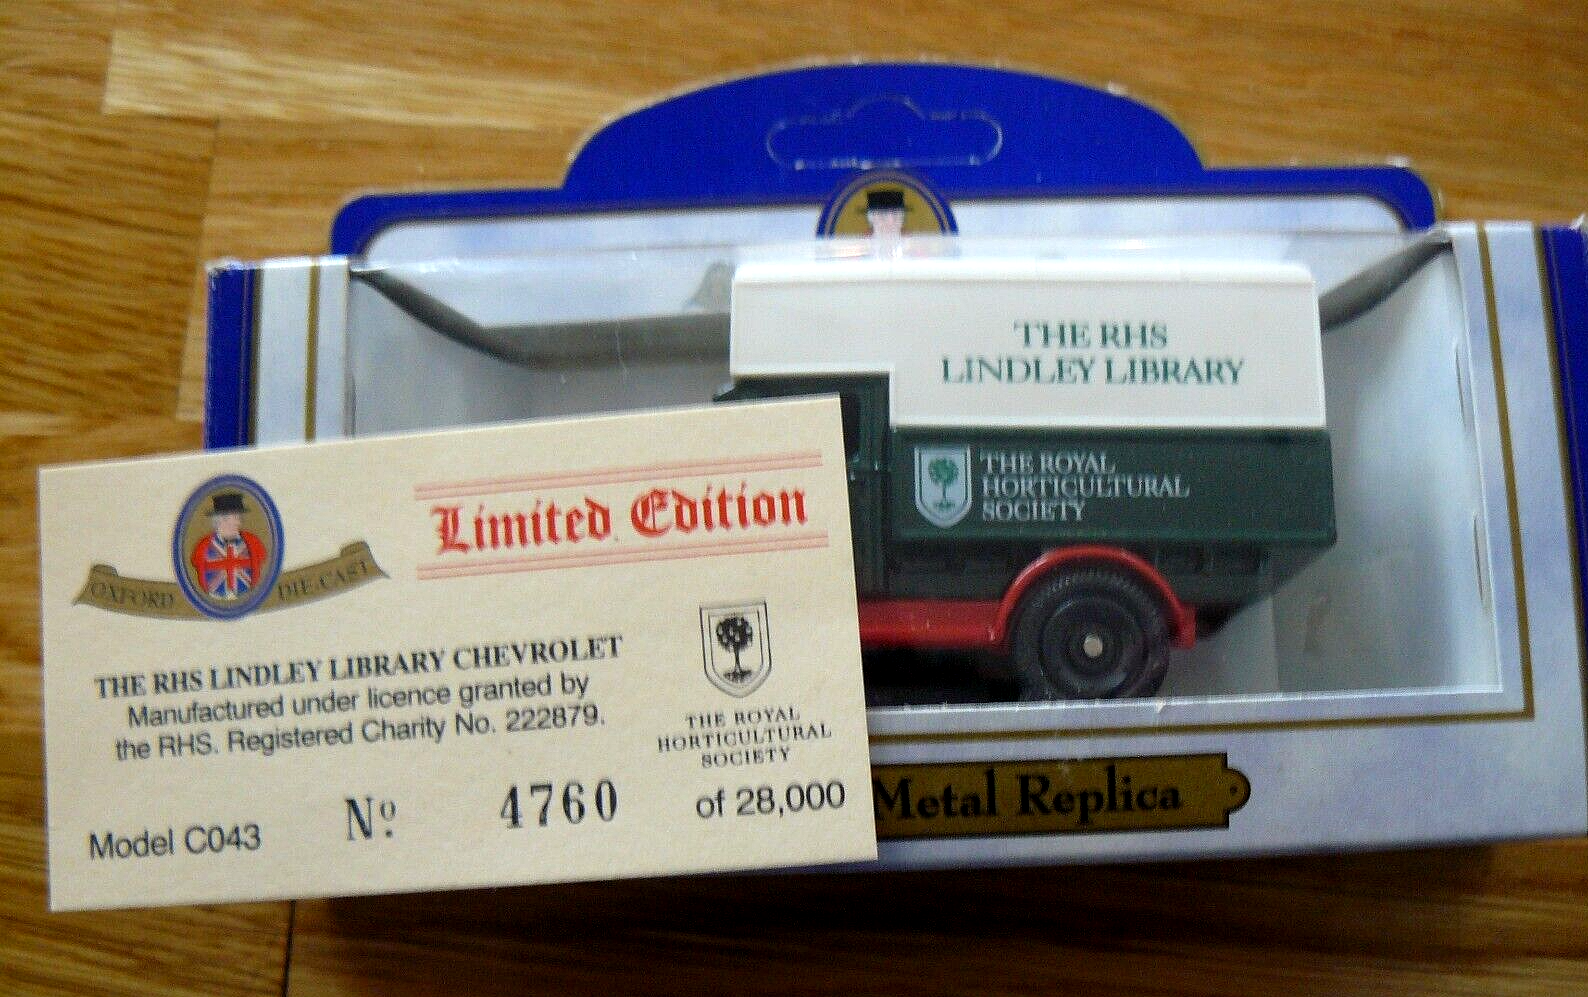 THE RHS
LINDLEY LIBRARY
THE ROYAL
HORTICULTURAL
SOCIETY
Limited Edition
OXFORD DIE-CAST
THE RHS LINDLEY LIBRARY CHEVROLET
Manufactured under licence granted by
the RHS. Registered Charity No. 222879.
THE ROYAL
HORTICULTURAL
SOCIETY
Model C043 Nº. 4760 of 28,000
Metal Replica